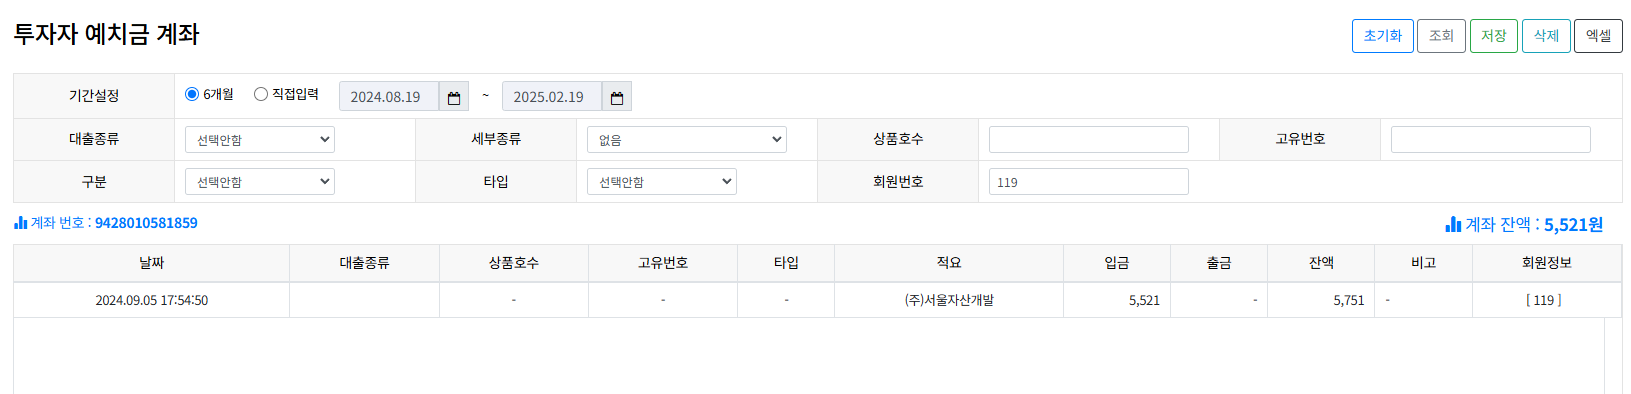 투자자 예치금 계좌
초기화 조회 저장 삭제 엑셀
기간설정 6개월 직접입력 2024.08.19 ~ 2025.02.19
대출종류 선택안함 세부종류 없음 상품호수 고유번호
구분 선택안함 타입 선택안함 회원번호 119
계좌 번호 : 9428010581859 계좌 잔액 : 5,521원
날짜 대출종류 상품호수 고유번호 타입 적요 입금 출금 잔액 비고 회원정보
2024.09.05 17:54:50 - - - (주)서울자산개발 5,521 - 5,751 - [ 119 ]